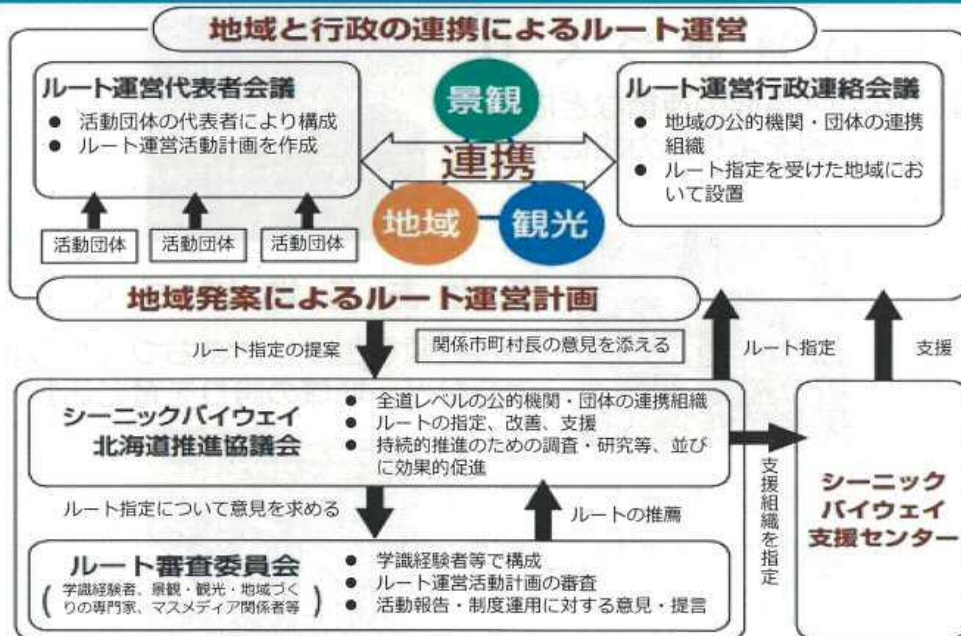 地域と行政の連携によるルート運営
ルート運営代表者会議
● 活動団体の代表者により構成
● ルート運営活動計画を作成
活動団体
活動団体
活動団体
景観
連携
地域
観光
ルート運営行政連絡会議
● 地域の公的機関・団体の連携
組織
● ルート指定を受けた地域にお
いて設置
地域発案によるルート運営計画
ルート指定の提案
関係市町村長の意見を添える
ルート指定
支援
シーニックバイウェイ
北海道推進協議会
● 全道レベルの公的機関・団体の連携組織
● ルートの指定、改善、支援
● 持続的推進のための調査・研究等、並び
に効果的促進
支援組織を指定
シーニック
バイウェイ
支援センター
ルート指定について意見を求める
ルートの推薦
ルート審査委員会
(学識経験者、景観・観光・地域づく
りの専門家、マスメディア関係者等)
● 学識経験者等で構成
● ルート運営活動計画の審査
● 活動報告・制度運用に対する意見・提言